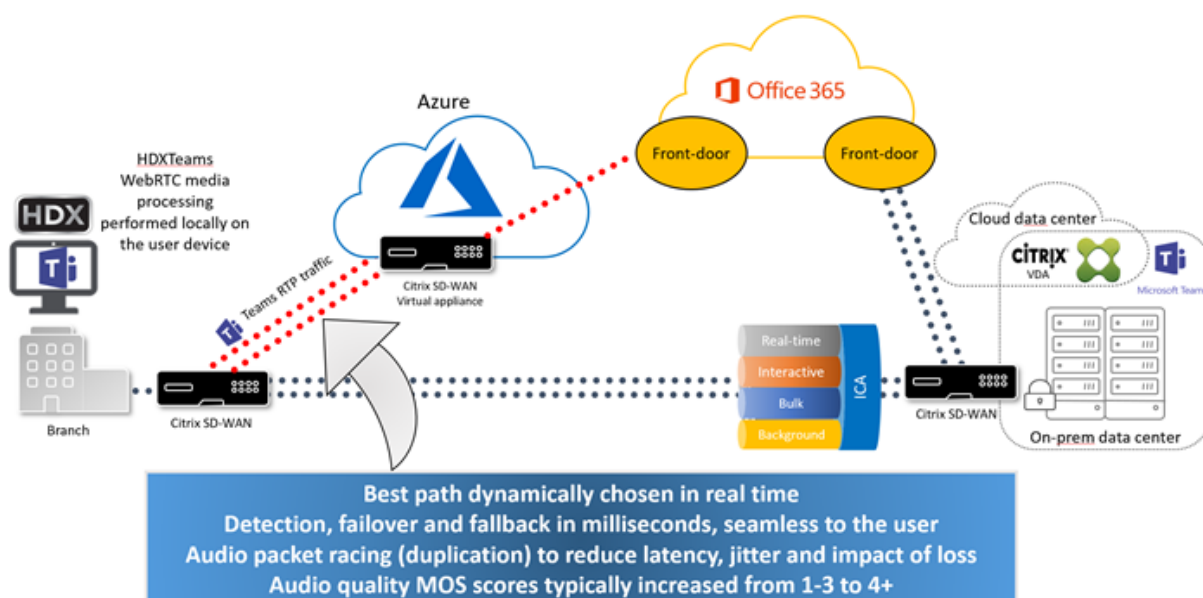 Office 365
Azure
Front-door
Front-door
HDXTeams
WebRTC media
processing
performed locally on
the user device
HDX
Teams RTP traffic
Citrix SD-WAN
Virtual appliance
Cloud data center
CİTRIX
VDA
Microsoft Team
Real-time
Interactive
Bulk
Background
ICA
Branch
Citrix SD-WAN
Citrix SD-WAN
On-prem data center
Best path dynamically chosen in real time
Detection, failover and fallback in milliseconds, seamless to the user
Audio packet racing (duplication) to reduce latency, jitter and impact of loss
Audio quality MOS scores typically increased from 1-3 to 4+